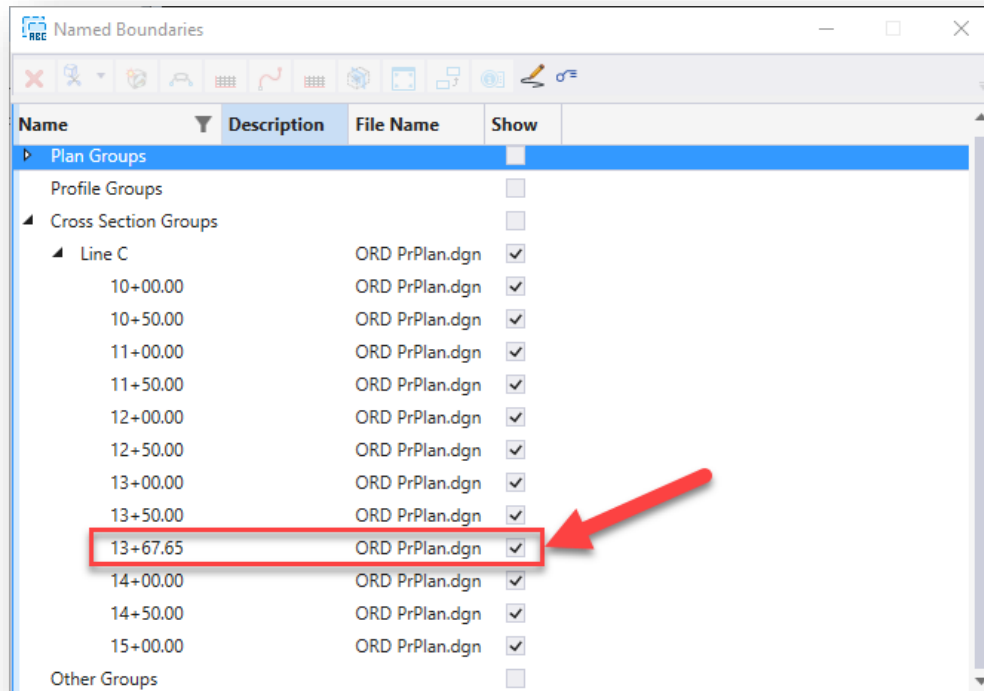 ABC Named Boundaries
Name Description File Name Show
Plan Groups
Profile Groups
Cross Section Groups
Line C ORD PrPlan.dgn
10+00.00 ORD PrPlan.dgn
10+50.00 ORD PrPlan.dgn
11+00.00 ORD PrPlan.dgn
11+50.00 ORD PrPlan.dgn
12+00.00 ORD PrPlan.dgn
12+50.00 ORD PrPlan.dgn
13+00.00 ORD PrPlan.dgn
13+50.00 ORD PrPlan.dgn
13+67.65 ORD PrPlan.dgn
14+00.00 ORD PrPlan.dgn
14+50.00 ORD PrPlan.dgn
15+00.00 ORD PrPlan.dgn
Other Groups